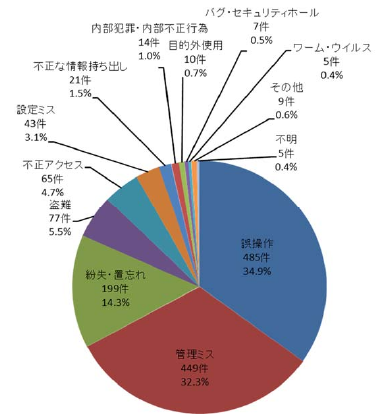 バグ・セキュリティホール
7件
0.5%
内部犯罪・内部不正行為
14件
1.0%
目的外使用
10件
0.7%
ワーム・ウイルス
5件
0.4%
不正な情報持ち出し
21件
1.5%
その他
9件
0.6%
設定ミス
43件
3.1%
不明
5件
0.4%
不正アクセス
65件
4.7%
盗難
77件
5.5%
誤操作
485件
34.9%
紛失・置忘れ
199件
14.3%
管理ミス
449件
32.3%